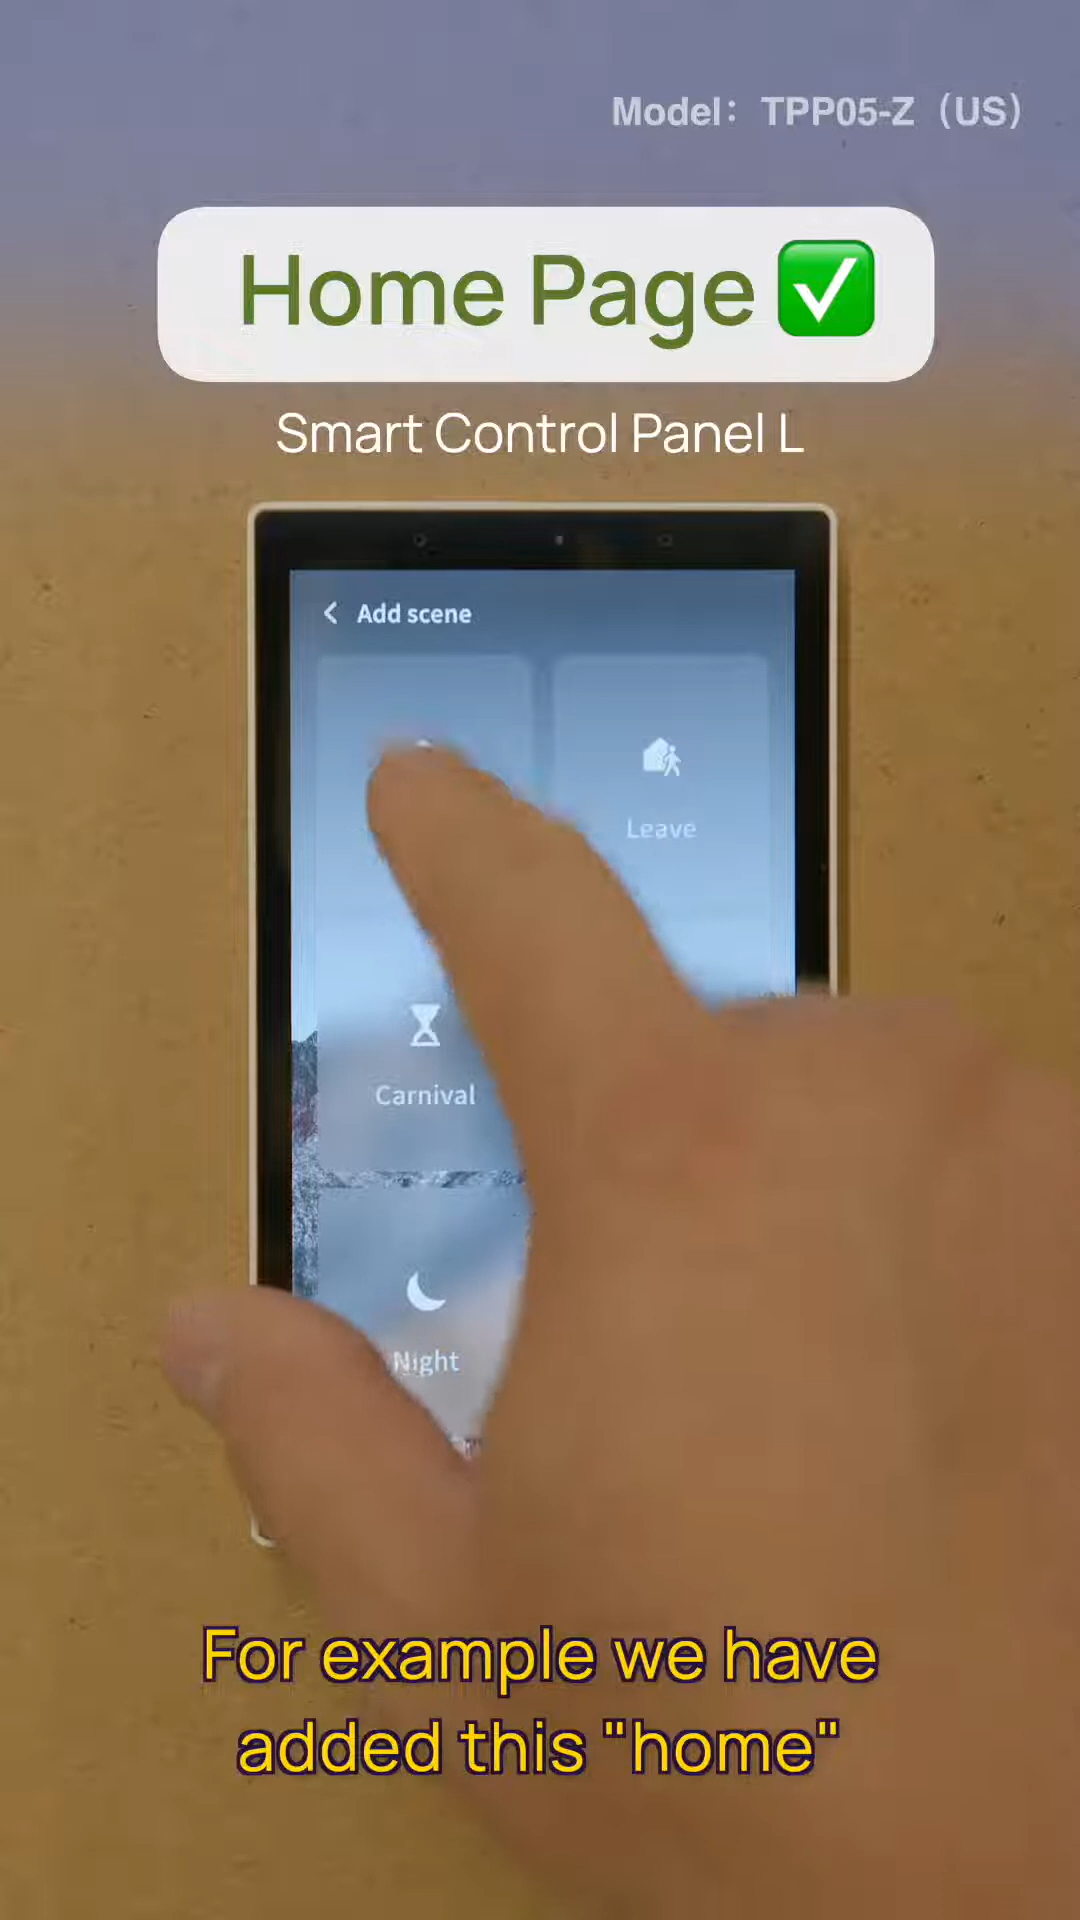 Model：TPP05-Z（US）
Home Page ✅
Smart Control Panel L
Add scene
Leave
Carnival
Night
For example we have
added this "home"